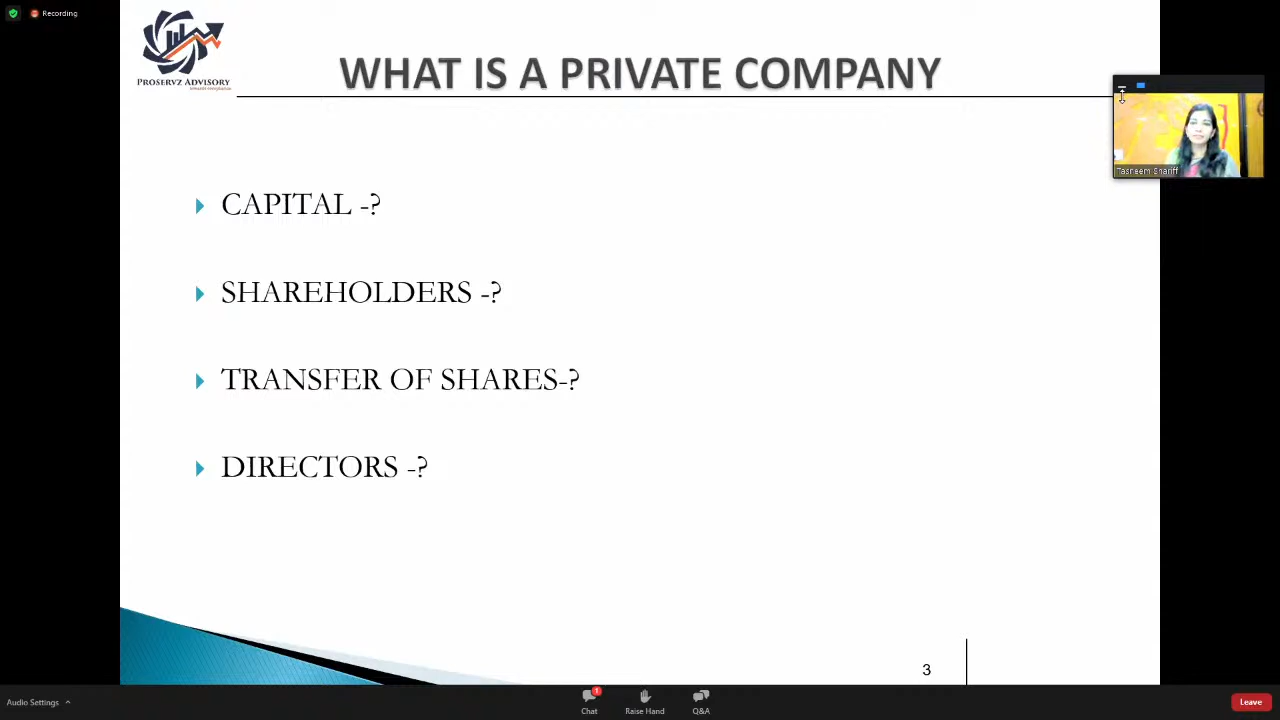 Recording
PROSERVZ ADVISORY
WHAT IS A PRIVATE COMPANY
Tasneem Shariff
CAPITAL -?
SHAREHOLDERS -?
TRANSFER OF SHARES-?
DIRECTORS -?
3
Audio Settings
1
Chat
Raise Hand
Q&A
Leave